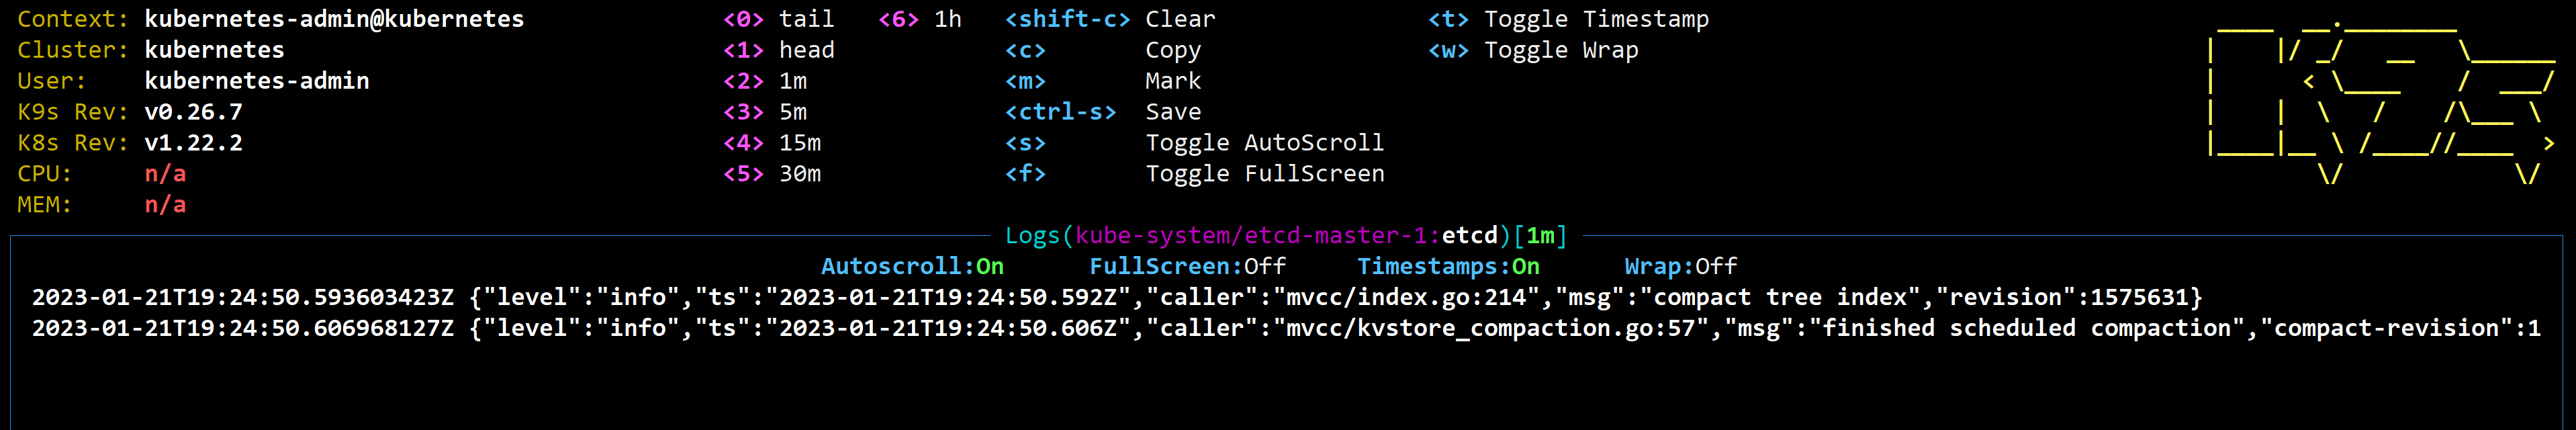 Context: kubernetes-admin@kubernetes <0> tail <6> 1h <shift-c> Clear <t> Toggle Timestamp
Cluster: kubernetes <1> head <c> Copy <w> Toggle Wrap
User: kubernetes-admin <2> 1m <m> Mark
K9s Rev: v0.26.7 <3> 5m <ctrl-s> Save
K8s Rev: v1.22.2 <4> 15m <s> Toggle AutoScroll
CPU: n/a <5> 30m <f> Toggle FullScreen
MEM: n/a
Logs(kube-system/etcd-master-1:etcd)[1m]
Autoscroll:On FullScreen:Off Timestamps:On Wrap:Off
2023-01-21T19:24:50.593603423Z {"level":"info","ts":"2023-01-21T19:24:50.592Z","caller":"mvcc/index.go:214","msg":"compact tree index","revision":1575631}
2023-01-21T19:24:50.606968127Z {"level":"info","ts":"2023-01-21T19:24:50.606Z","caller":"mvcc/kvstore_compaction.go:57","msg":"finished scheduled compaction","compact-revision":1